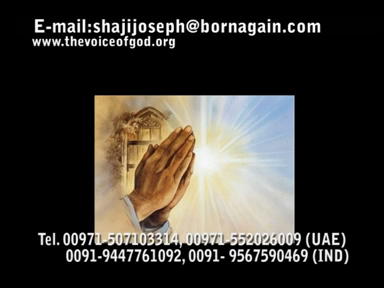 E-mail:shajijoseph@bornagain.com
www.thevoiceofgod.org
Tel. 00971-507103314, 00971-552026009 (UAE)
0091-9447761092, 0091- 9567590469 (IND)